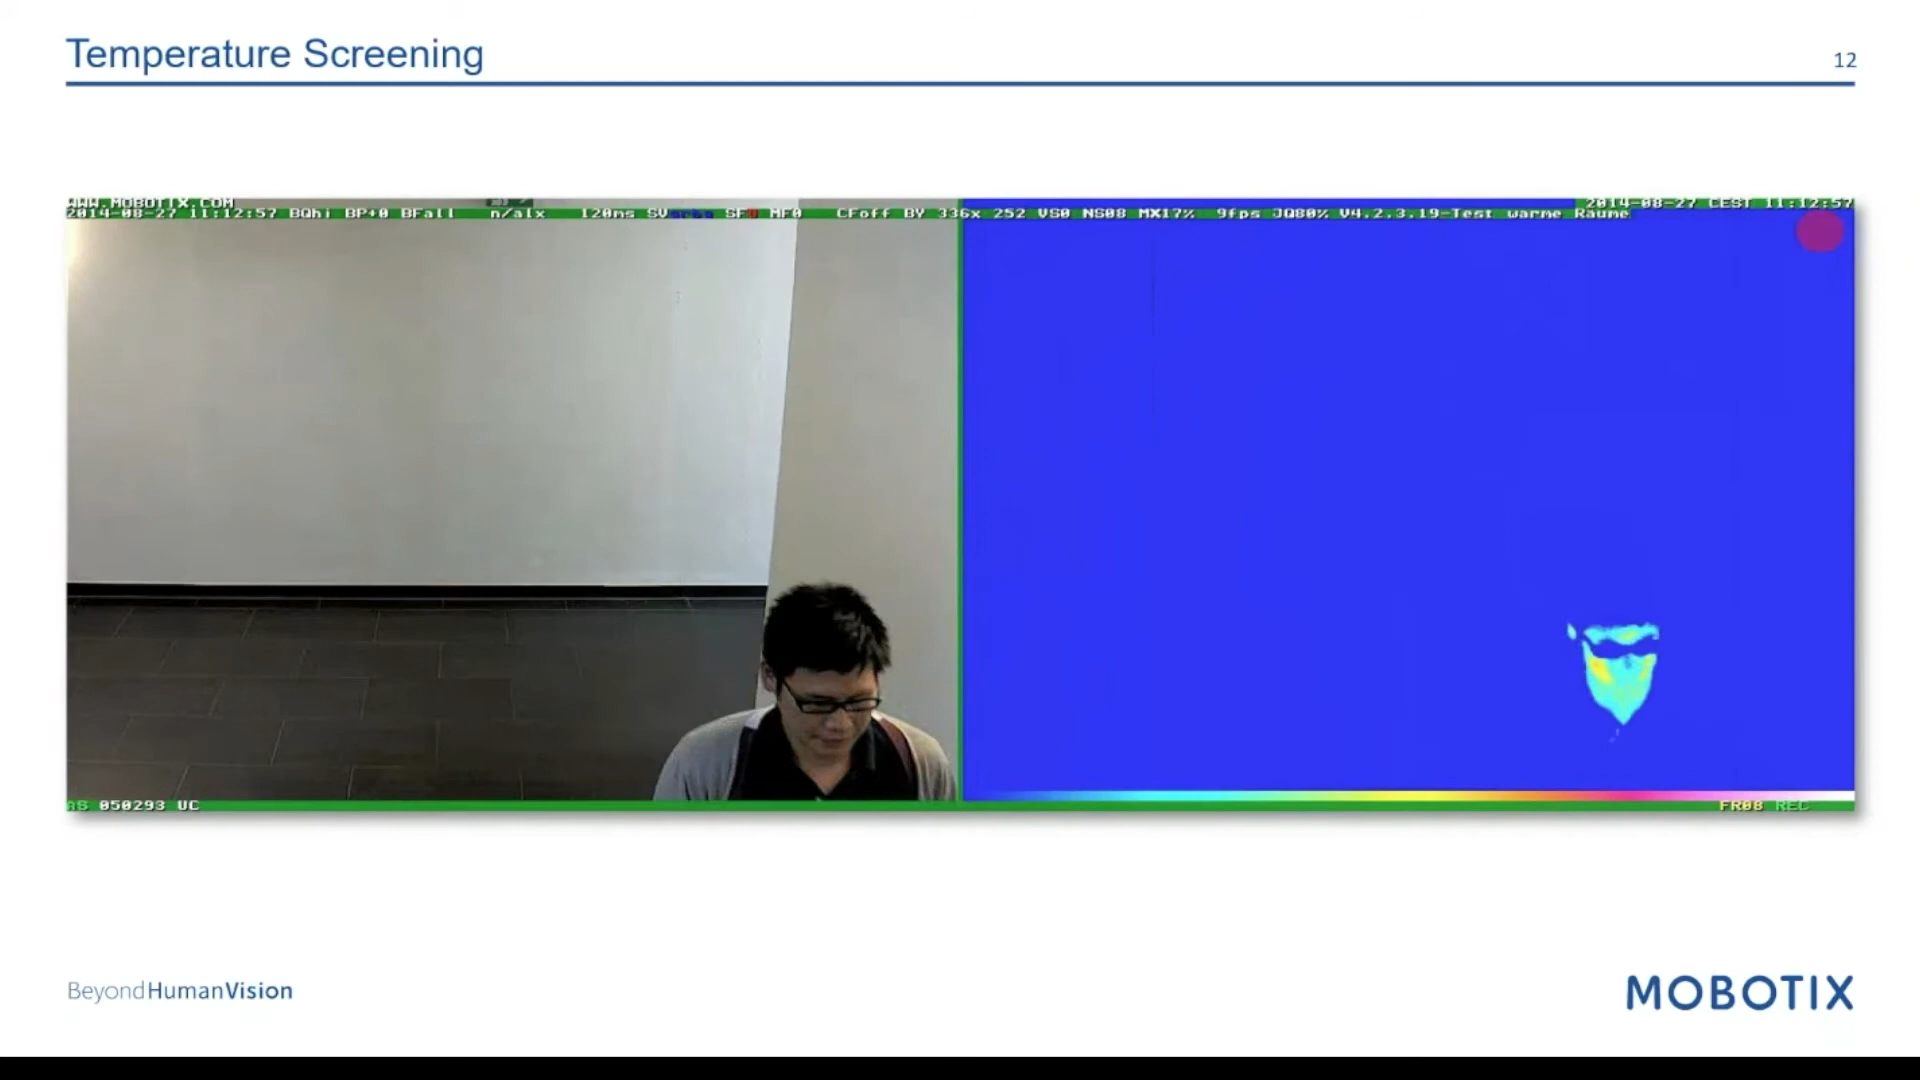 Temperature Screening
12
WWW.MOBOTIX.COM
2014-08-27 CEST 11:12:57
2014-08-27 11:12:57 BQhi BP+0 BFall n/alx 120ms SV SF MF0 CFoff BY 336x 252 VS0 NS08 MX17% 9fps JQ80% V4.2.3.19-Test warme Räume
AS 050293 UC
FR08 REC
BeyondHumanVision
MOBOTIX